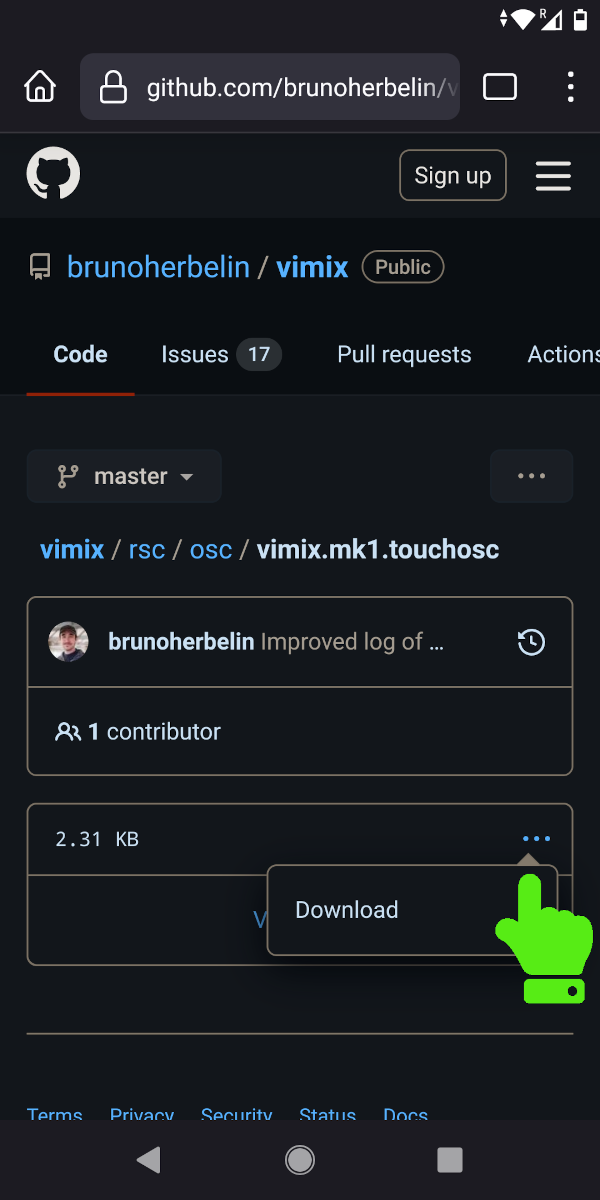 R
github.com/brunoherbelin/
Sign up
brunoherbelin / vimix Public
Code Issues 17 Pull requests Actions
master
vimix / rsc / osc / vimix.mk1.touchosc
brunoherbelin Improved log of ...
1 contributor
2.31 KB
Download
Terms Privacy Security Status Docs